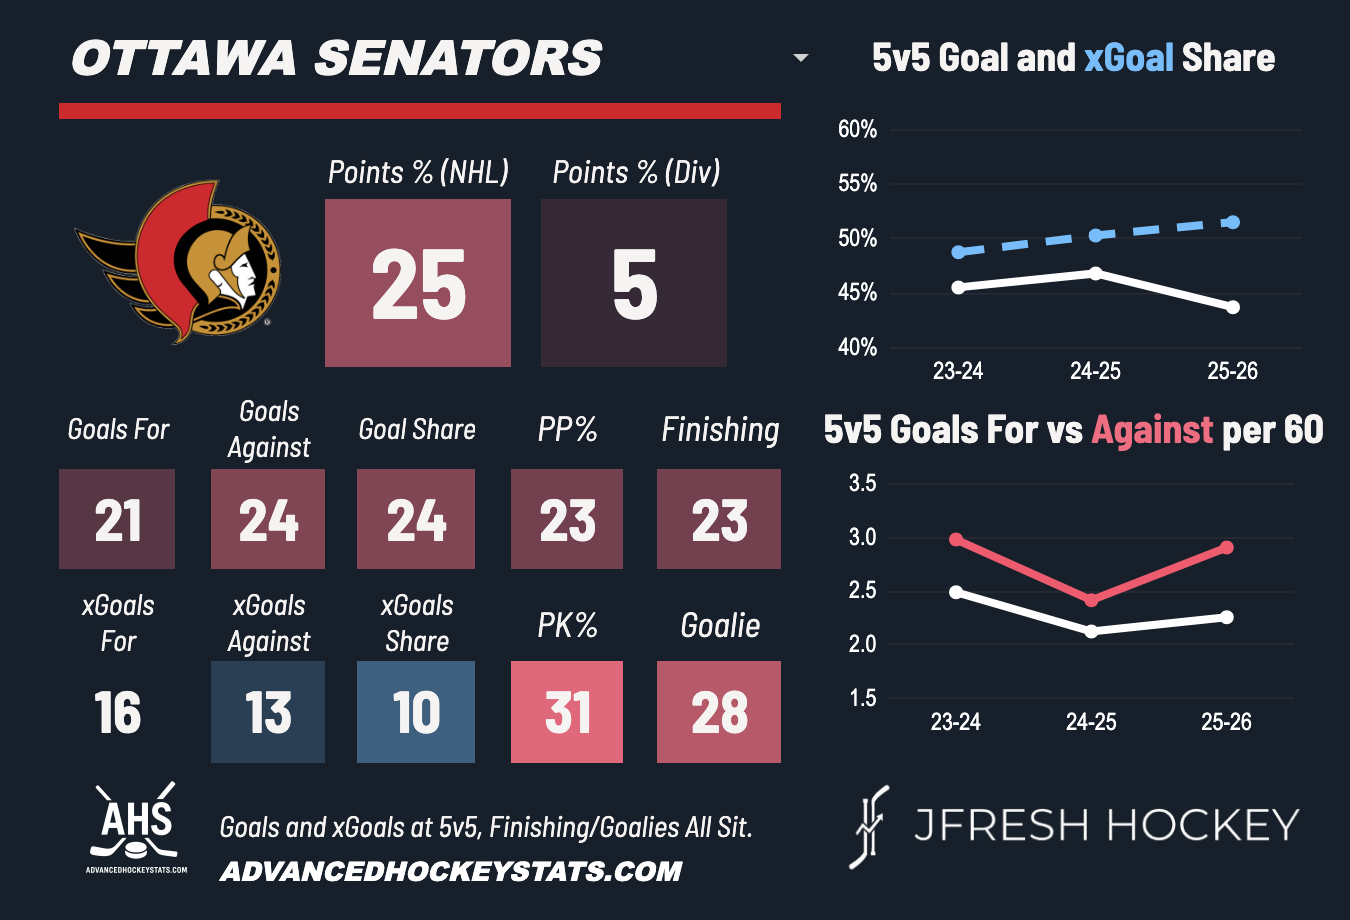 OTTAWA SENATORS
Points % (NHL)
Points % (Div)
25
5
Goals For
Goals
Against
Goal Share
PP%
Finishing
21
24
24
23
23
xGoals
For
xGoals
Against
xGoals
Share
PK%
Goalie
16
13
10
31
28
AHS
ADVANCEDHOCKEYSTATS.COM
Goals and xGoals at 5v5, Finishing/Goalies All Sit.
ADVANCEDHOCKEYSTATS.COM
5v5 Goal and xGoal Share
60%
55%
50%
45%
40%
23-24
24-25
25-26
5v5 Goals For vs Against per 60
3.5
3.0
2.5
2.0
1.5
23-24
24-25
25-26
JFRESH HOCKEY